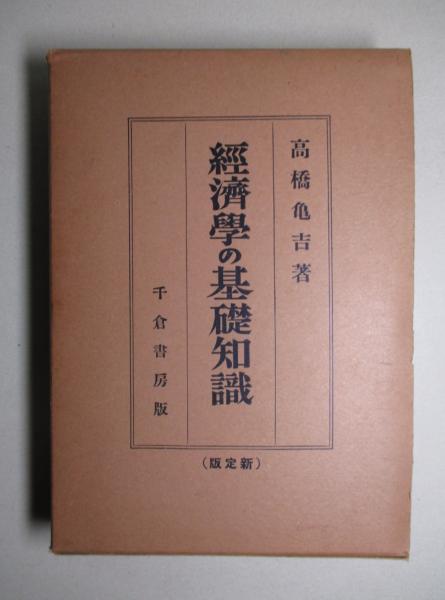 高橋亀吉著
經濟學の基礎知識
千倉書房版
（新定版）